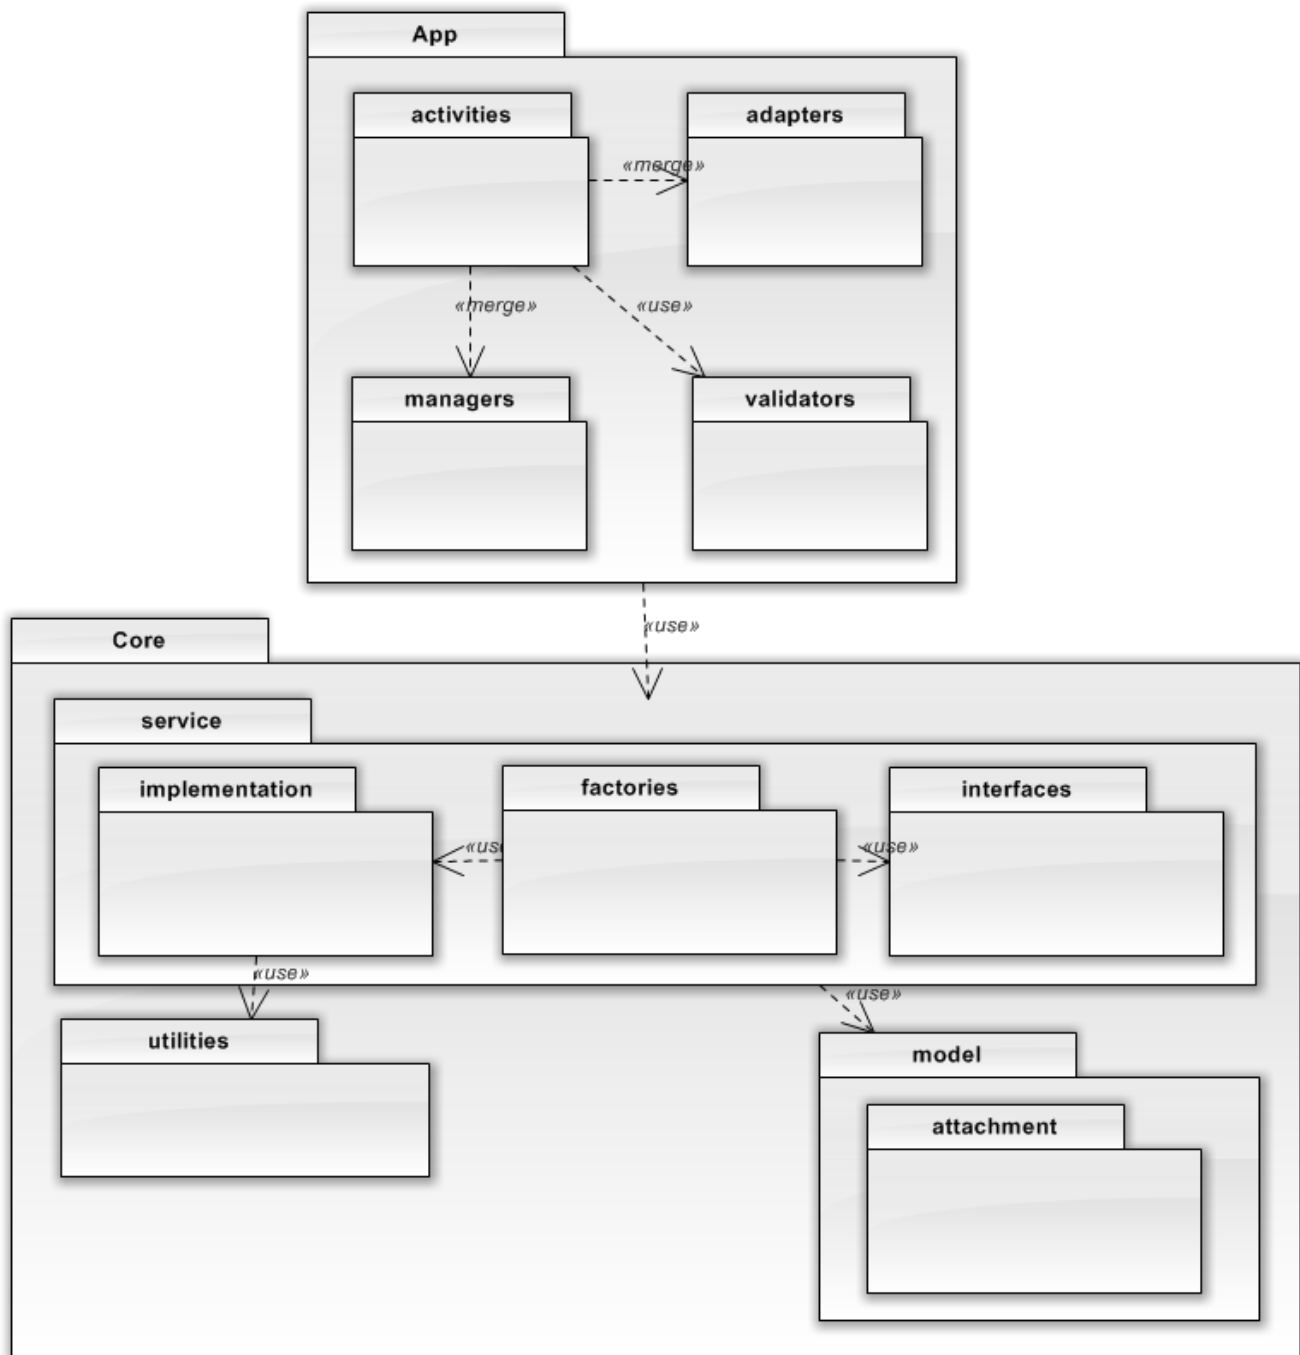 App
activities
adapters
«merge»
«merge»
«use»
managers
validators
«use»
Core
service
implementation
factories
interfaces
«use
«use»
«use»
«use»
utilities
model
attachment